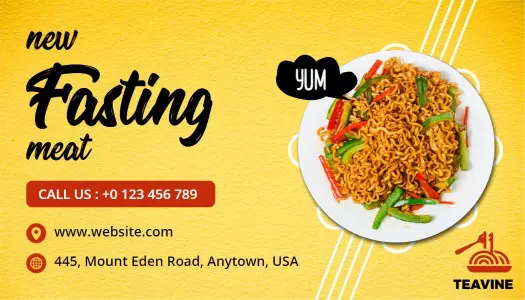 new
Fasting
meat
YUM
CALL US : +0 123 456 789
www.website.com
445, Mount Eden Road, Anytown, USA
TEAVINE